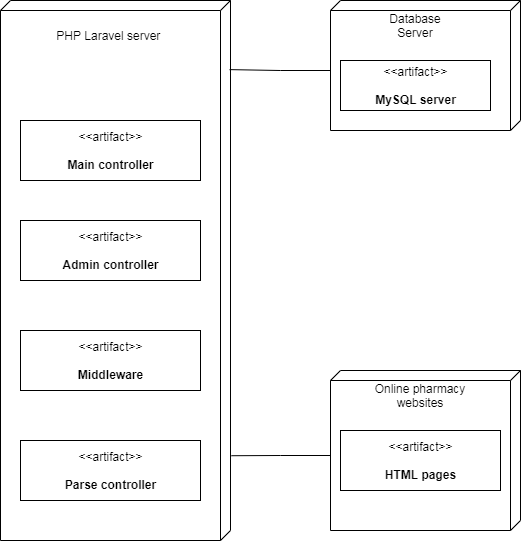 PHP Laravel server
<<artifact>>
Main controller
<<artifact>>
Admin controller
<<artifact>>
Middleware
<<artifact>>
Parse controller
Database
Server
<<artifact>>
MySQL server
Online pharmacy
websites
<<artifact>>
HTML pages